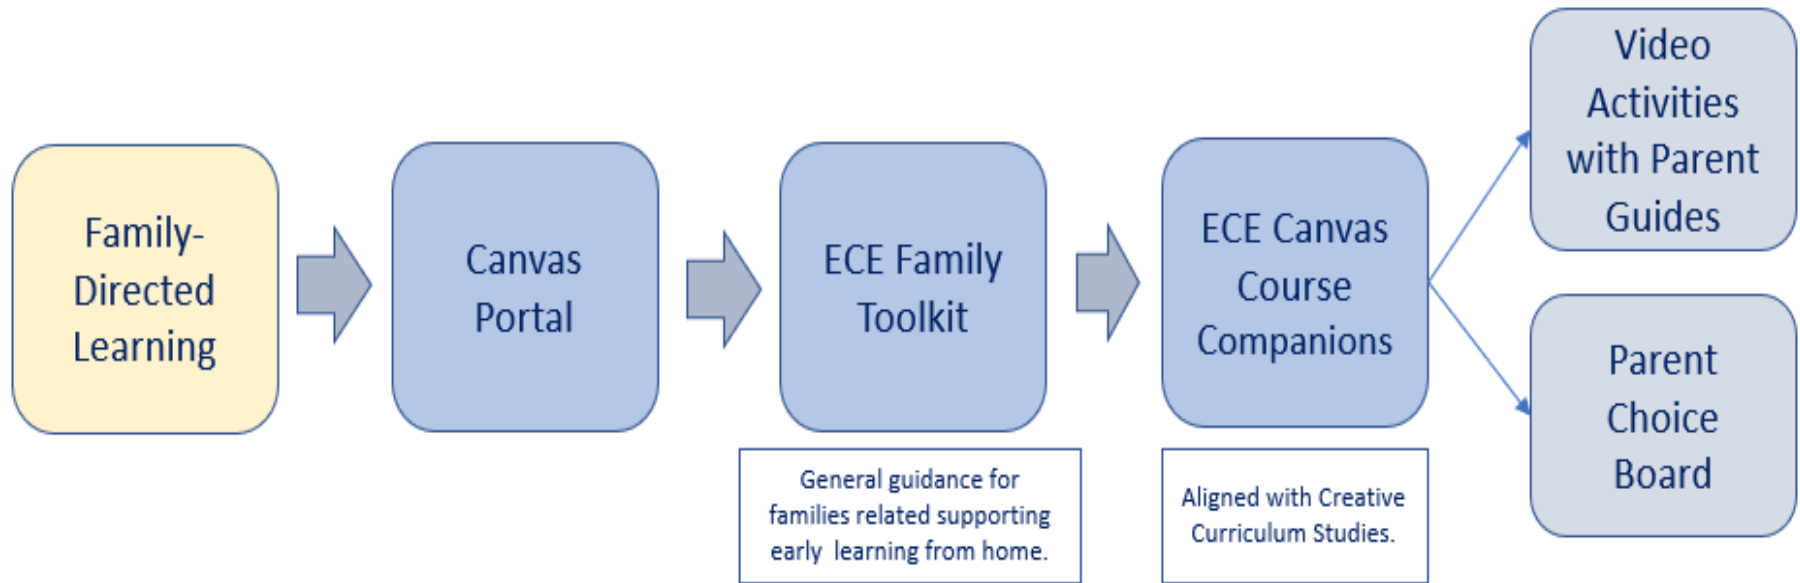 Family-
Directed
Learning
Canvas
Portal
ECE Family
Toolkit
General guidance for
families related supporting
early learning from home.
ECE Canvas
Course
Companions
Aligned with Creative
Curriculum Studies.
Video
Activities
with Parent
Guides
Parent
Choice
Board